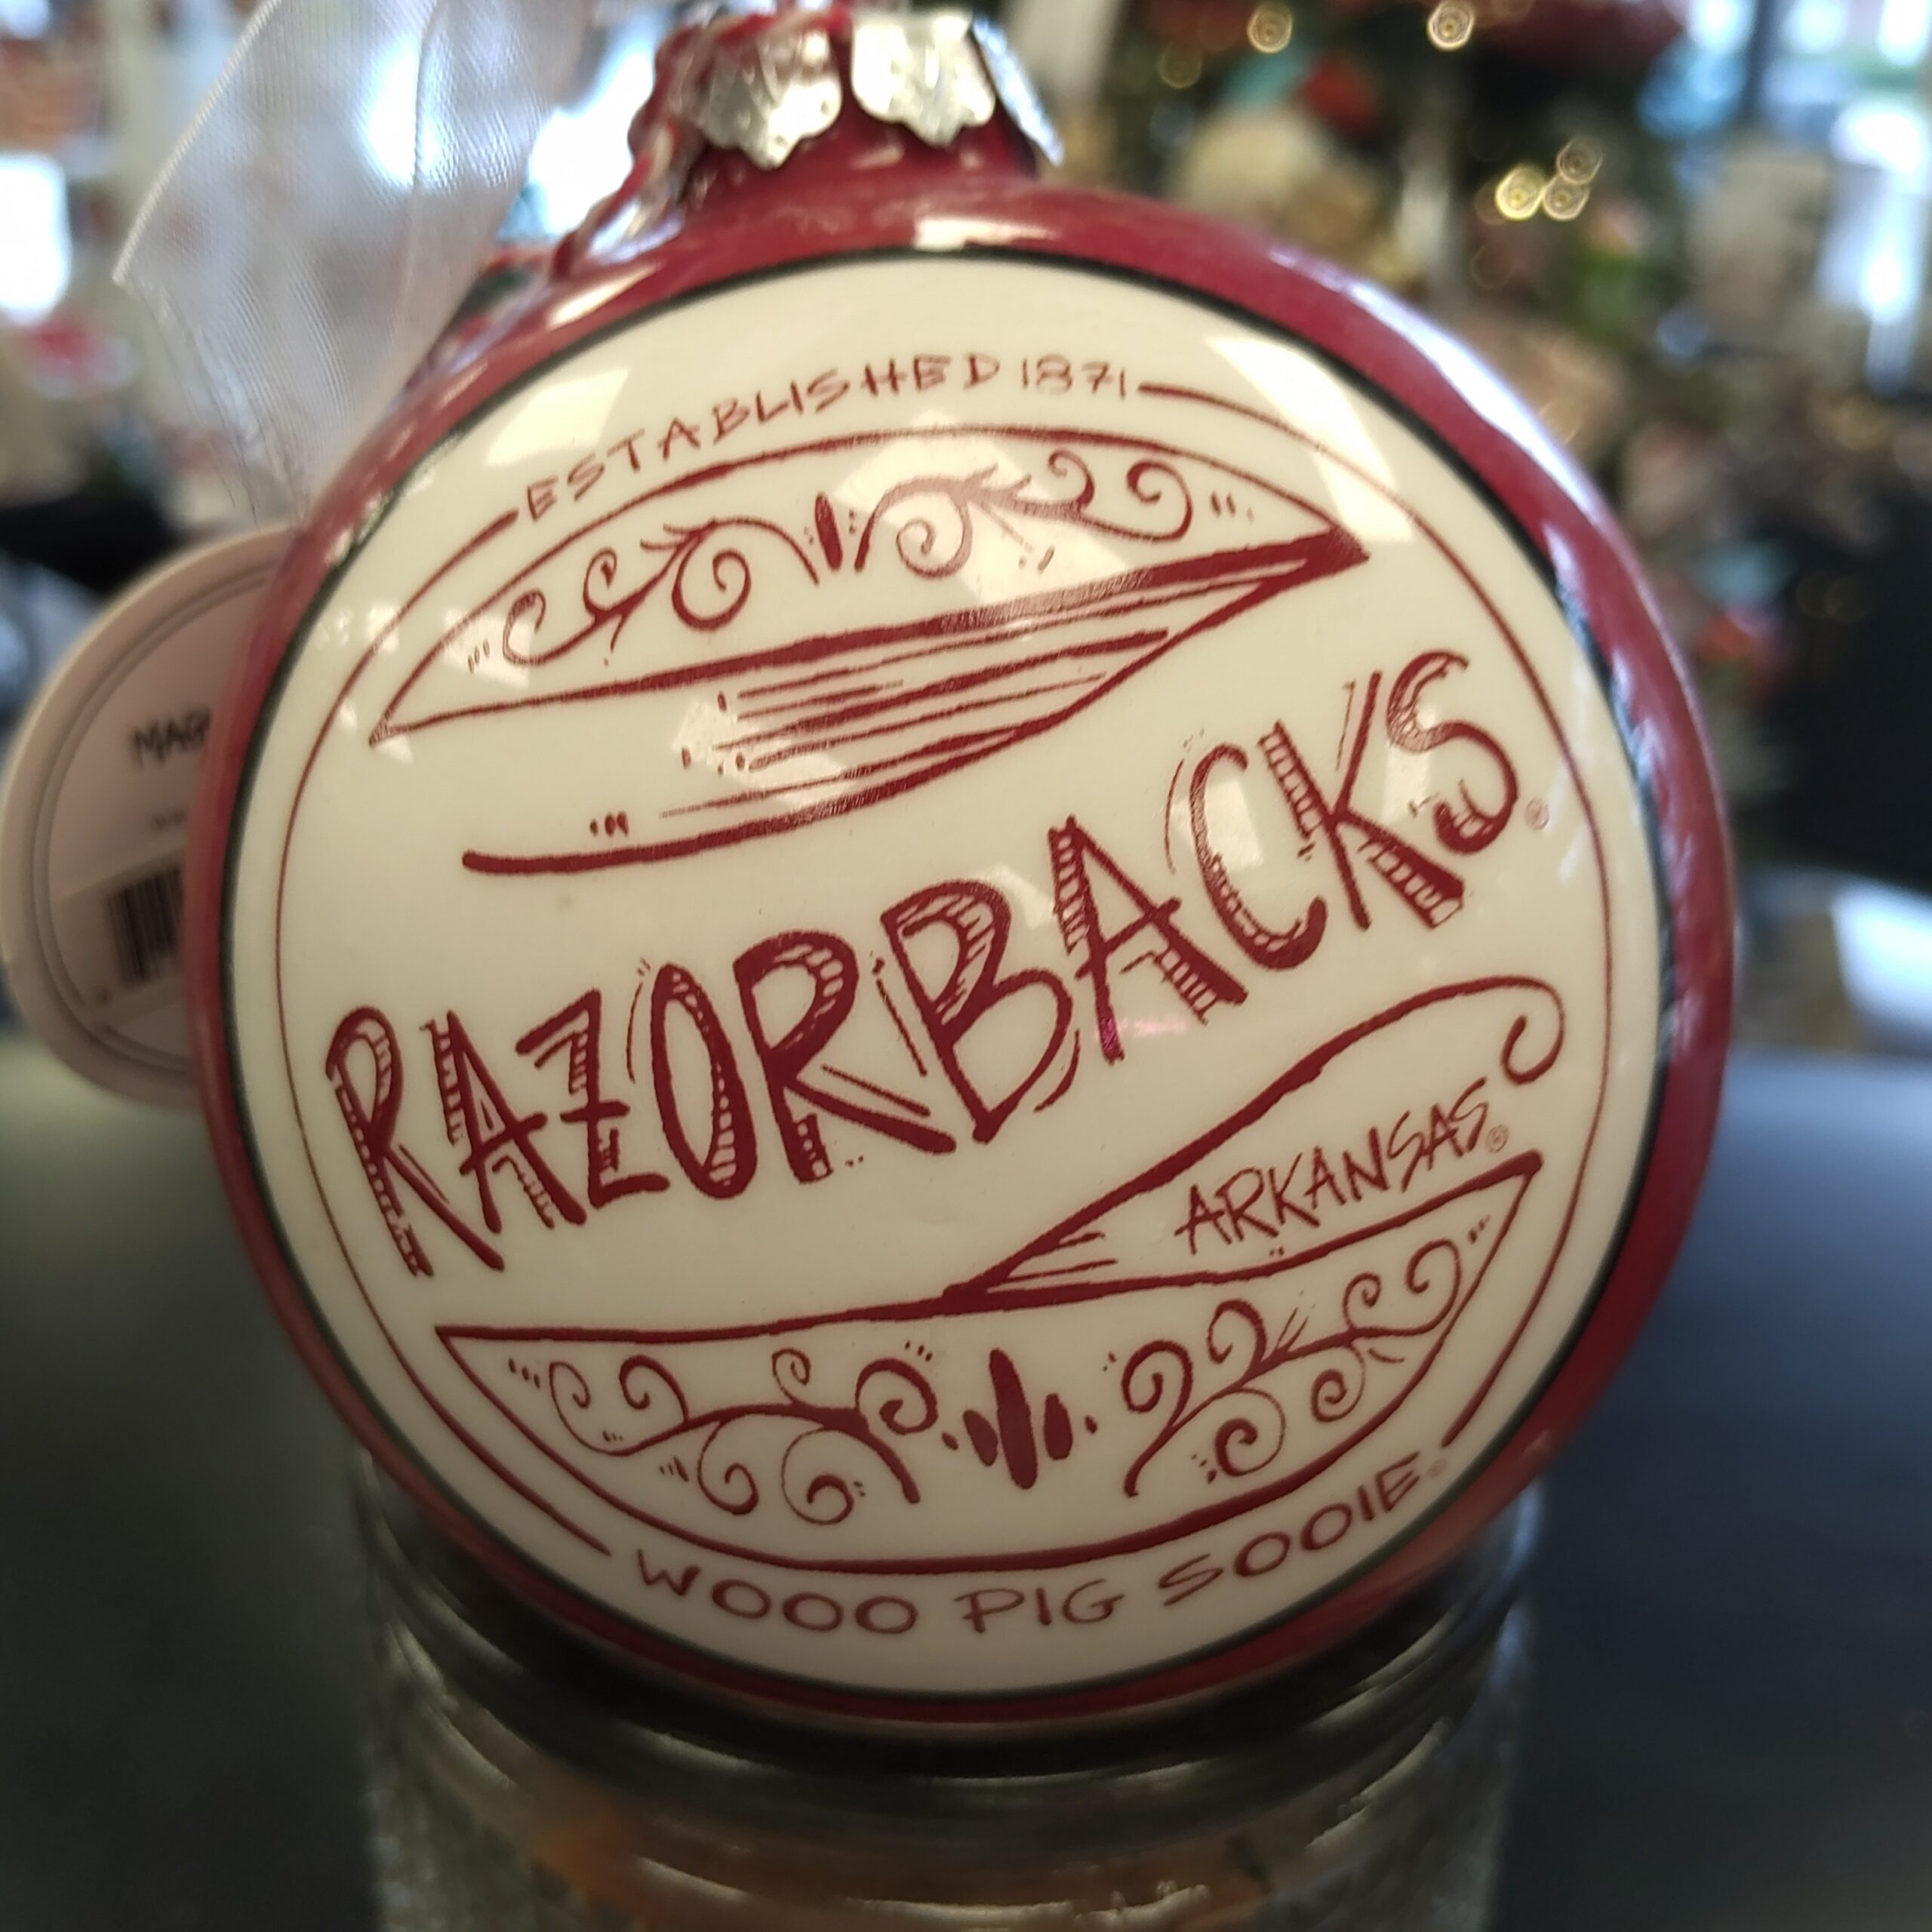 ESTABLISHED 1871
RAZORBACKS®
ARKANSAS®
WOOO PIG SOOIE®